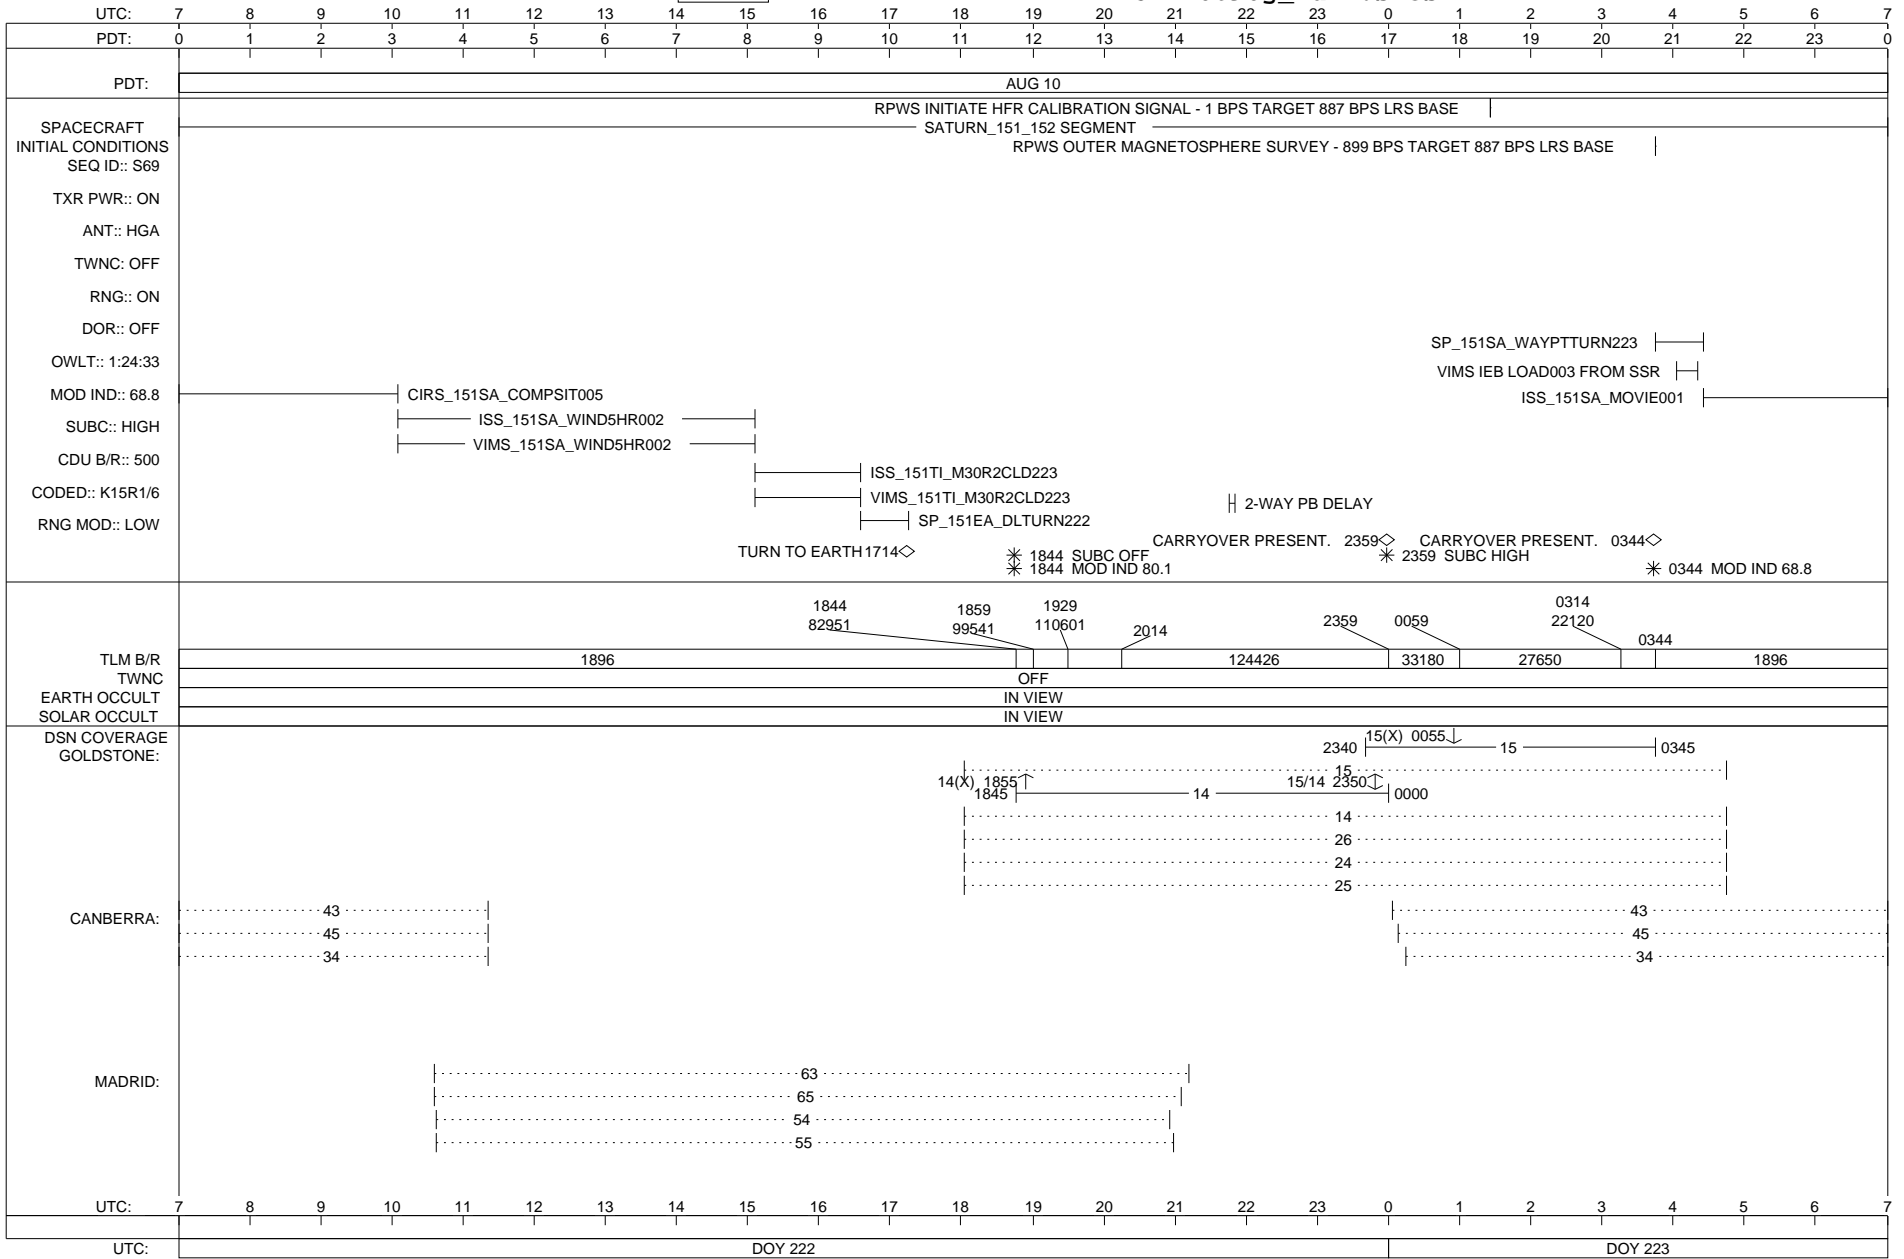 UTC: 7 8 9 10 11 12 13 14 15 16 17 18 19 20 21 22 23 0 1 2 3 4 5 6 7
PDT: 0 1 2 3 4 5 6 7 8 9 10 11 12 13 14 15 16 17 18 19 20 21 22 23 0
PDT: AUG 10
RPWS INITIATE HFR CALIBRATION SIGNAL - 1 BPS TARGET 887 BPS LRS BASE
SPACECRAFT SATURN_151_152 SEGMENT
INITIAL CONDITIONS RPWS OUTER MAGNETOSPHERE SURVEY - 899 BPS TARGET 887 BPS LRS BASE
SEQ ID:: S69
TXR PWR:: ON
ANT:: HGA
TWNC: OFF
RNG:: ON
DOR:: OFF
SP_151SA_WAYPTTURN223
OWLT:: 1:24:33
VIMS IEB LOAD003 FROM SSR
MOD IND:: 68.8 CIRS_151SA_COMPSIT005 ISS_151SA_MOVIE001
ISS_151SA_WIND5HR002
SUBC:: HIGH
VIMS_151SA_WIND5HR002
CDU B/R:: 500
ISS_151TI_M30R2CLD223
CODED:: K15R1/6 VIMS_151TI_M30R2CLD223 2-WAY PB DELAY
RNG MOD:: LOW SP_151EA_DLTURN222
CARRYOVER PRESENT. 2359 CARRYOVER PRESENT. 0344
TURN TO EARTH 1714 1844 SUBC OFF 2359 SUBC HIGH
1844 MOD IND 80.1 0344 MOD IND 68.8
1844 1859 1929 0314
82951 99541 110601 2014 2359 0059 22120
0344
TLM B/R 1896 124426 33180 27650 1896
TWNC OFF
EARTH OCCULT IN VIEW
SOLAR OCCULT IN VIEW
DSN COVERAGE 15(X) 0055
GOLDSTONE: 2340 15 0345
15
14(X) 1855 15/14 2350
1845 14 0000
14
26
24
25
CANBERRA: 43 43
45 45
34 34
MADRID: 63
65
54
55
UTC: 7 8 9 10 11 12 13 14 15 16 17 18 19 20 21 22 23 0 1 2 3 4 5 6 7
UTC: DOY 222 DOY 223